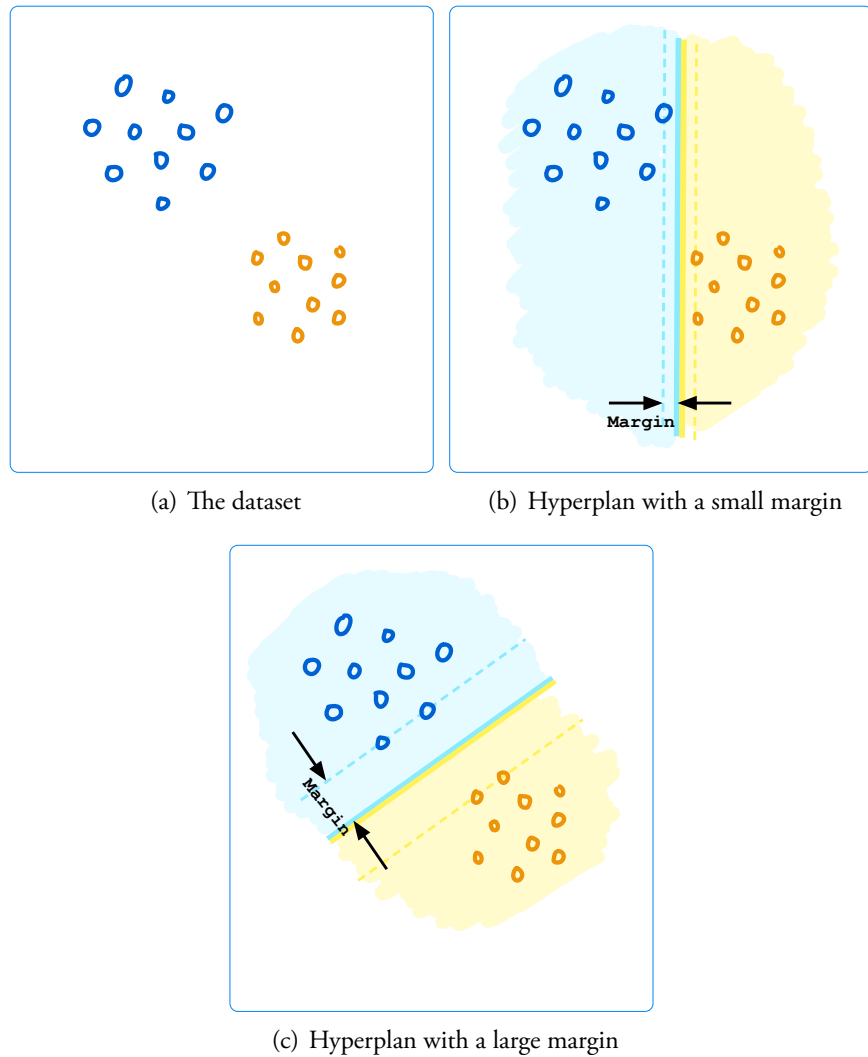 (a) The dataset
Margin
(b) Hyperplan with a small margin
Margin
(c) Hyperplan with a large margin